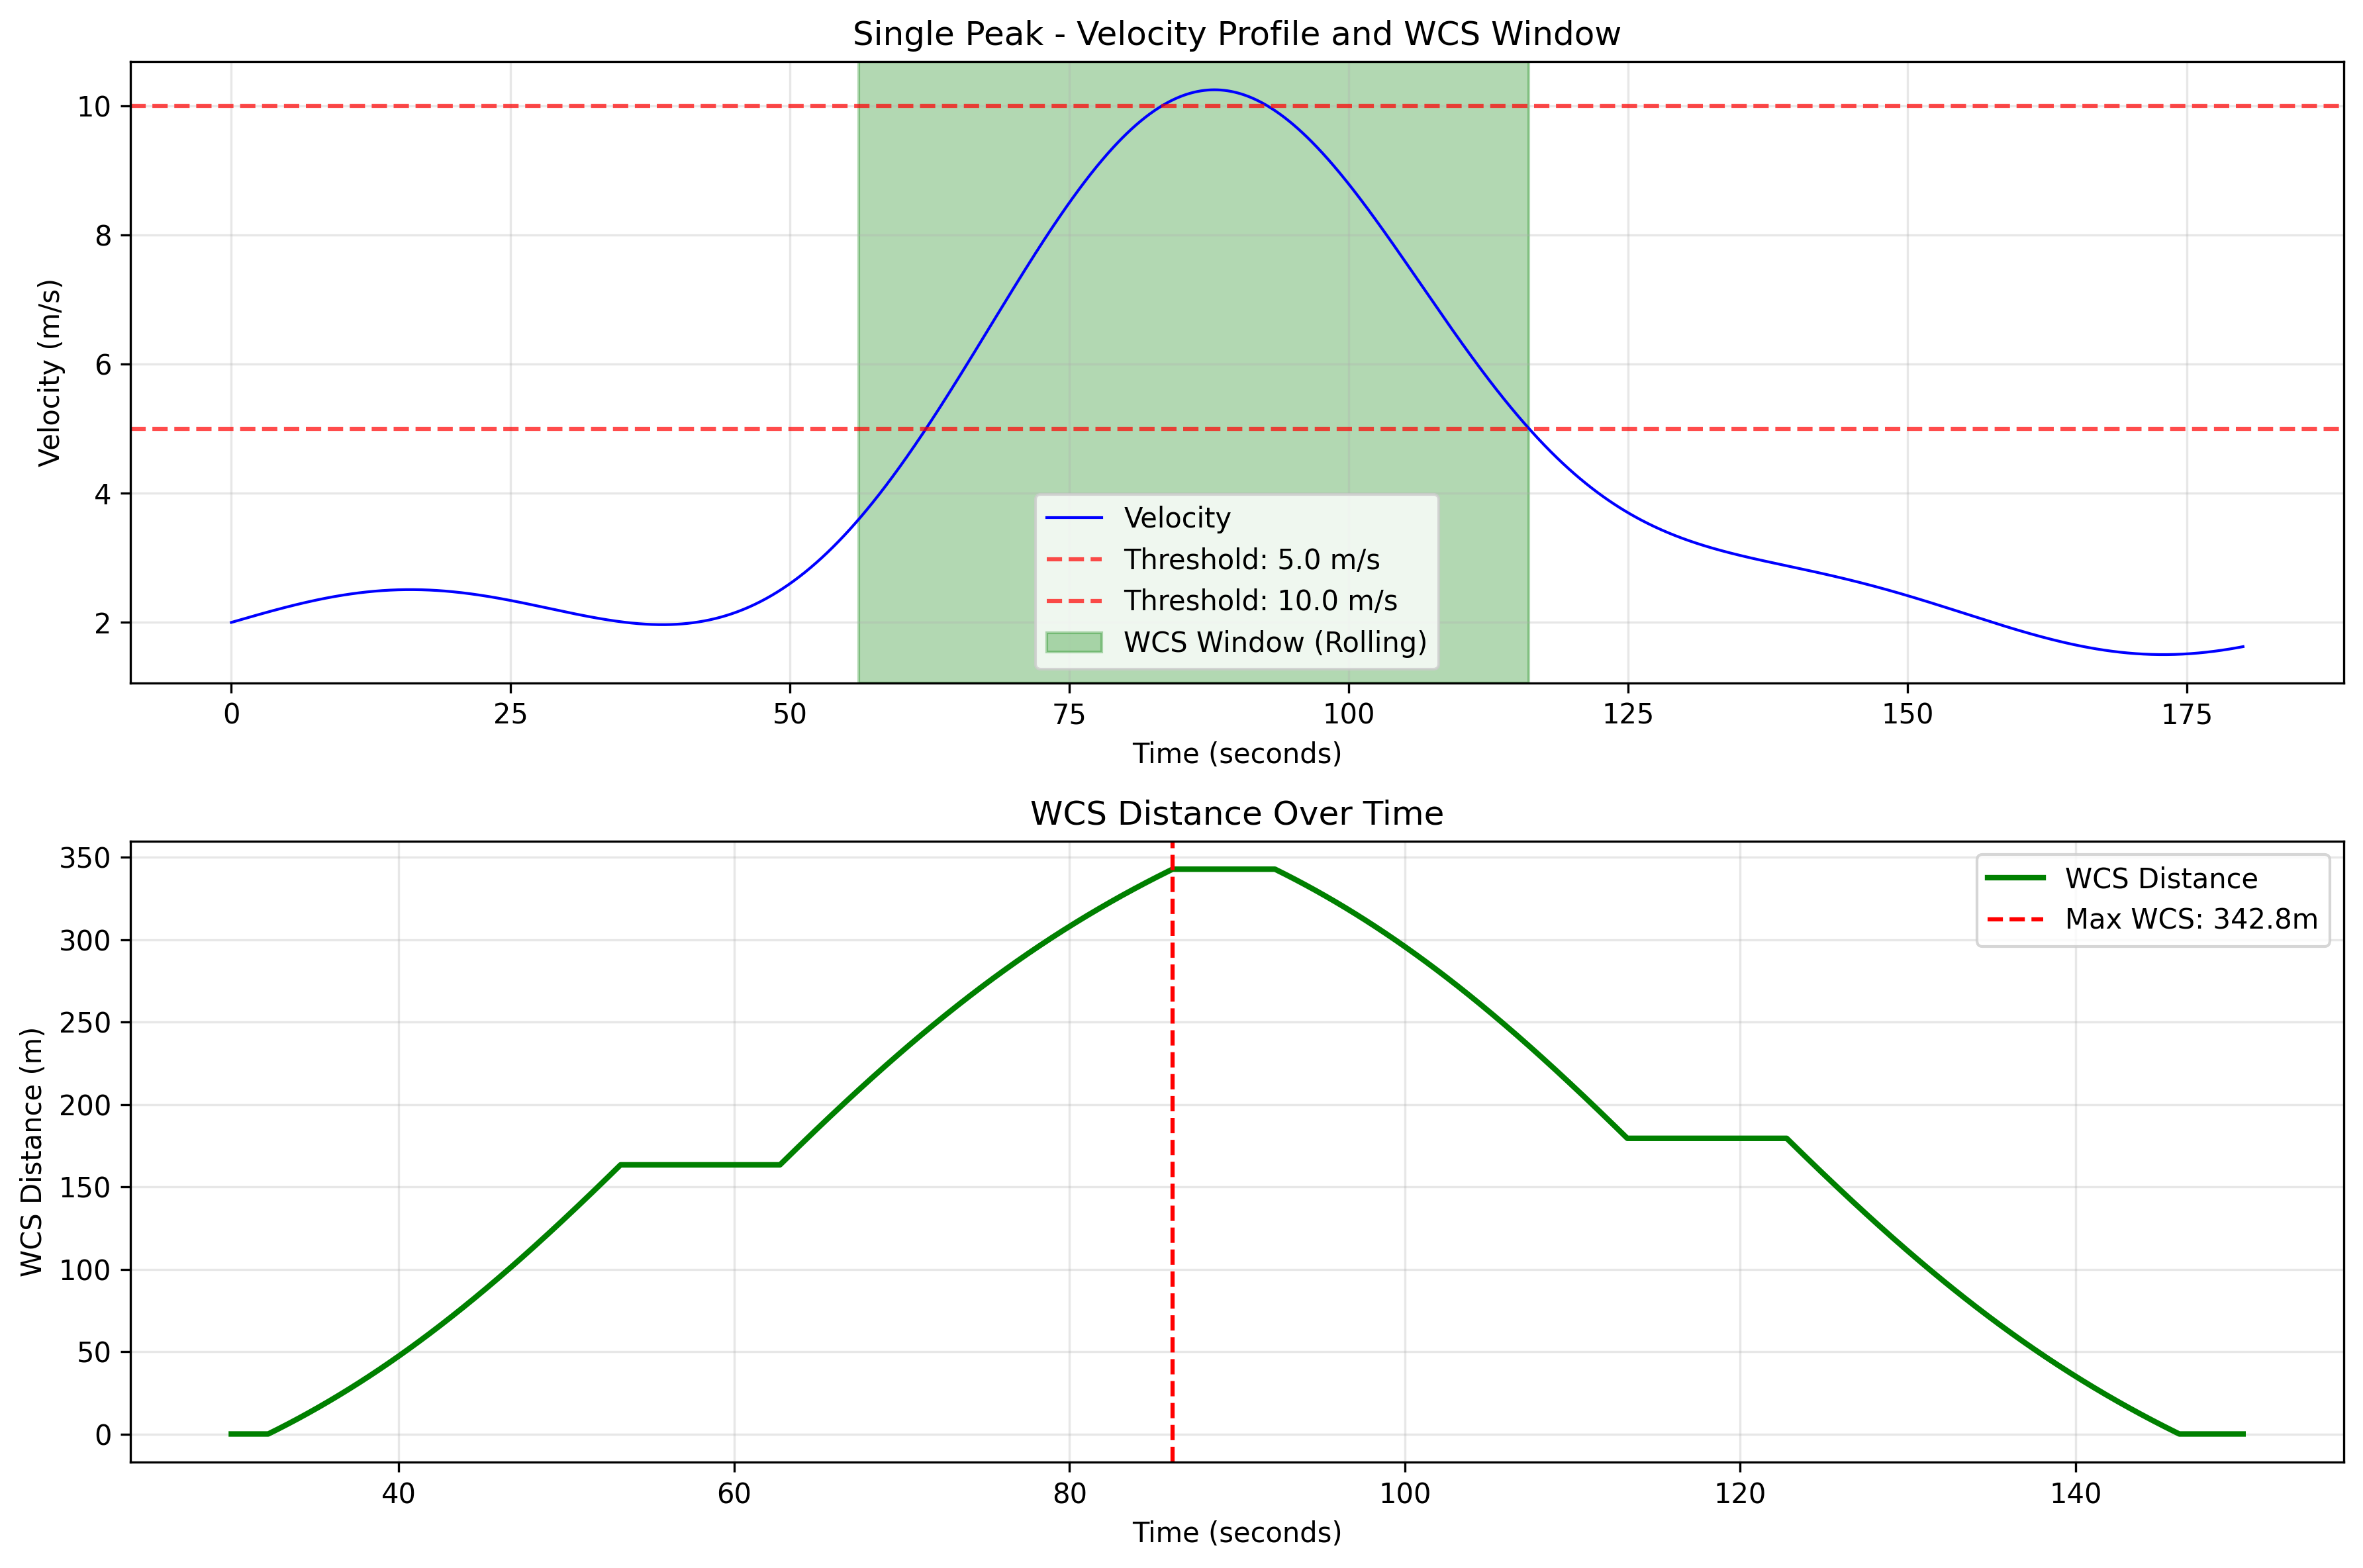 Single Peak - Velocity Profile and WCS Window
Velocity (m/s)
10
8
6
4
2
Velocity
Threshold: 5.0 m/s
Threshold: 10.0 m/s
WCS Window (Rolling)
0 25 50 75 100 125 150 175
Time (seconds)
WCS Distance Over Time
WCS Distance (m)
350
300
250
200
150
100
50
0
WCS Distance
Max WCS: 342.8m
40 60 80 100 120 140
Time (seconds)